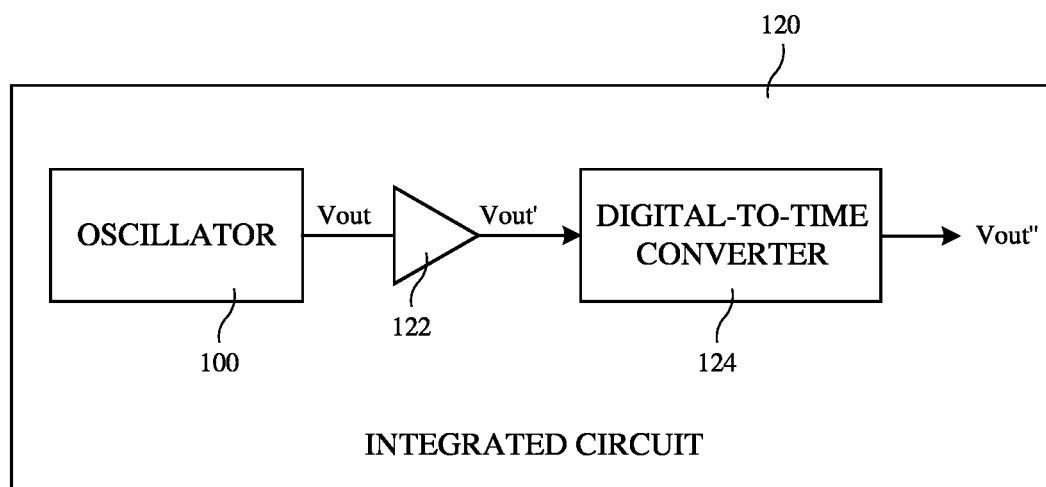 120
OSCILLATOR
Vout
Vout'
DIGITAL-TO-TIME
CONVERTER
Vout"
100
122
124
INTEGRATED CIRCUIT